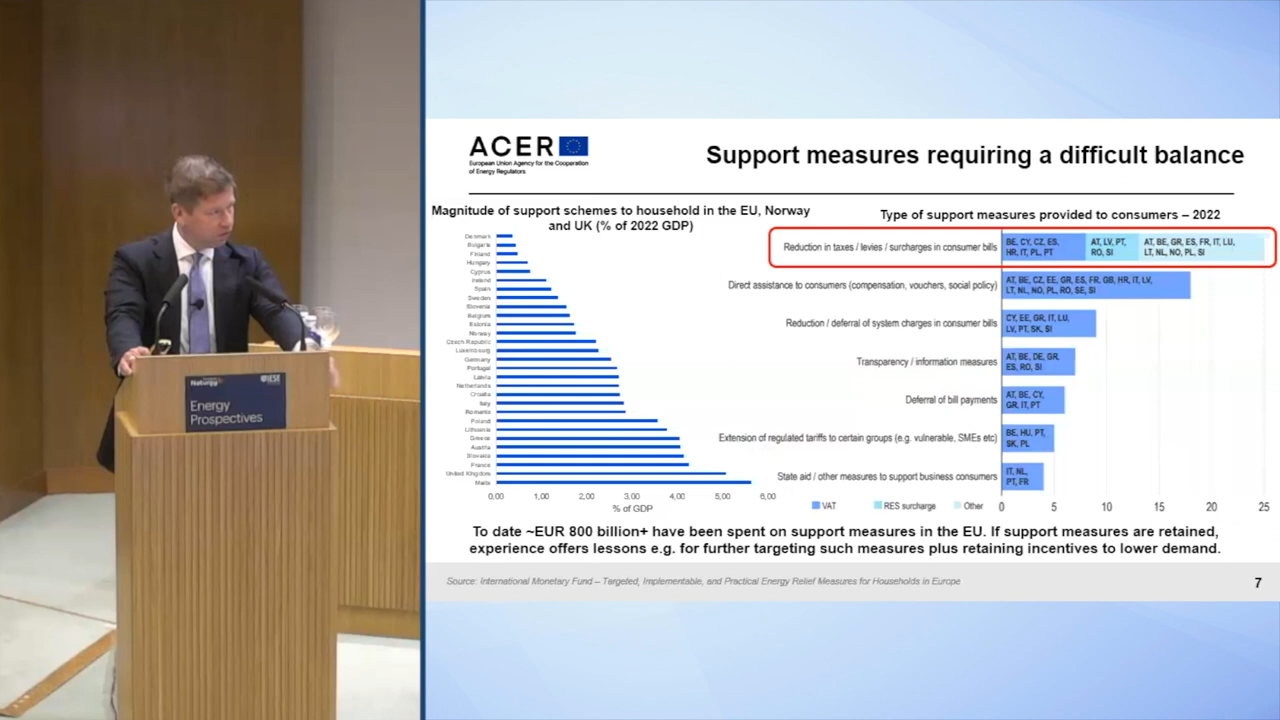 ACER
European Union Agency for the Cooperation
of Energy Regulators
Support measures requiring a difficult balance
Magnitude of support schemes to household in the EU, Norway
and UK (% of 2022 GDP)
Denmark
Bulgaria
Finland
Hungary
Cyprus
Ireland
Spain
Sweden
Slovenia
Belgium
Estonia
Norway
Czech Republic
Luxembourg
Germany
Portugal
Latvia
Netherlands
Croatia
Italy
Romania
Poland
Lithuania
Greece
Austria
Slovakia
France
United Kingdom
Malta
0,00 1,00 2,00 3,00 4,00 5,00 6,00
% of GDP
Type of support measures provided to consumers – 2022
Reduction in taxes / levies / surcharges in consumer bills
BE, CY, CZ, ES,
HR, IT, PL, PT
AT, LV, PT,
RO, SI
AT, BE, GR, ES, FR, IT, LU,
LT, NL, NO, PL, SI
Direct assistance to consumers (compensation, vouchers, social policy)
AT, BE, CZ, EE, GR, ES, FR, GB, HR, IT, LV,
LT, NL, NO, PL, RO, SE, SI
Reduction / deferral of system charges in consumer bills
CY, EE, GR, IT, LU,
LV, PT, SK, SI
Transparency / information measures
AT, BE, DE, GR,
ES, RO, SI
Deferral of bill payments
AT, BE, CY,
GR, IT, PT
Extension of regulated tariffs to certain groups (e.g. vulnerable, SMEs etc)
BE, HU, PT,
SK, PL
State aid / other measures to support business consumers
IT, NL,
PT, FR
VAT RES surcharge Other
0 5 10 15 20 25
To date ~EUR 800 billion+ have been spent on support measures in the EU. If support measures are retained,
experience offers lessons e.g. for further targeting such measures plus retaining incentives to lower demand.
Source: International Monetary Fund – Targeted, Implementable, and Practical Energy Relief Measures for Households in Europe
7
Naturgy
IESE
Energy
Prospectives